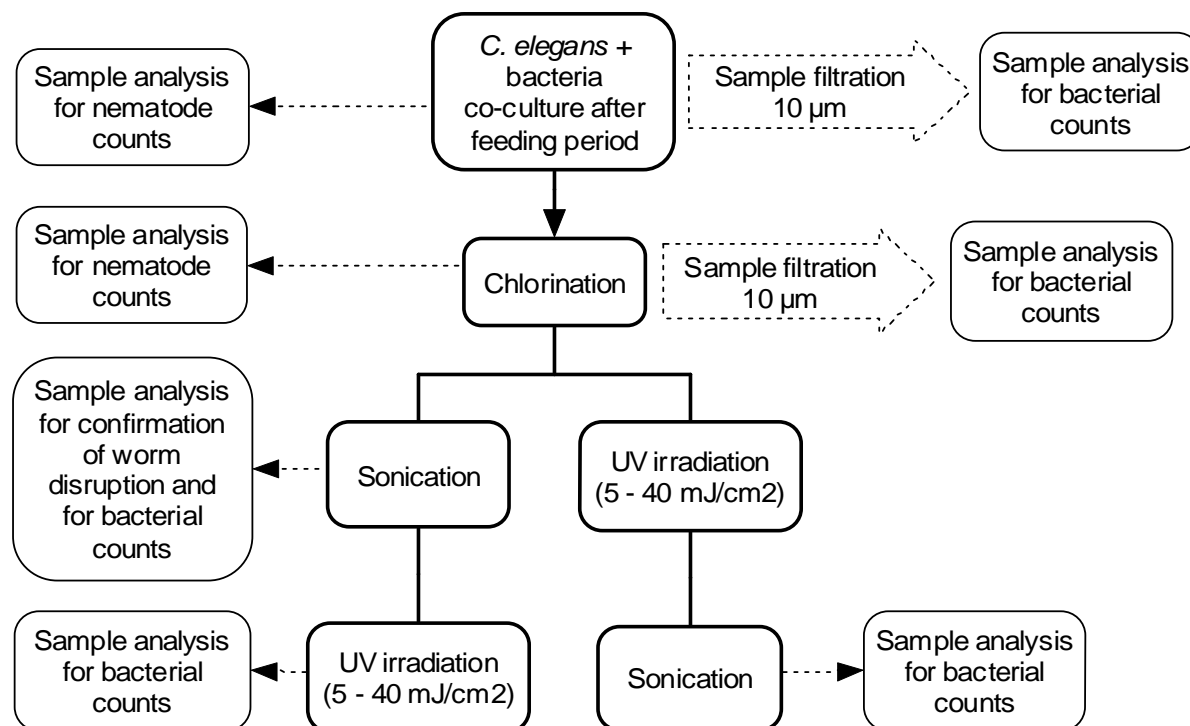 C. elegans +
bacteria
co-culture after
feeding period
Sample analysis
for nematode
counts
Sample filtration
10 µm
Sample analysis
for bacterial
counts
Chlorination
Sample analysis
for nematode
counts
Sample filtration
10 µm
Sample analysis
for bacterial
counts
Sample analysis
for confirmation
of worm
disruption and
for bacterial
counts
Sonication
UV irradiation
(5 - 40 mJ/cm2)
Sample analysis
for bacterial
counts
UV irradiation
(5 - 40 mJ/cm2)
Sonication
Sample analysis
for bacterial
counts